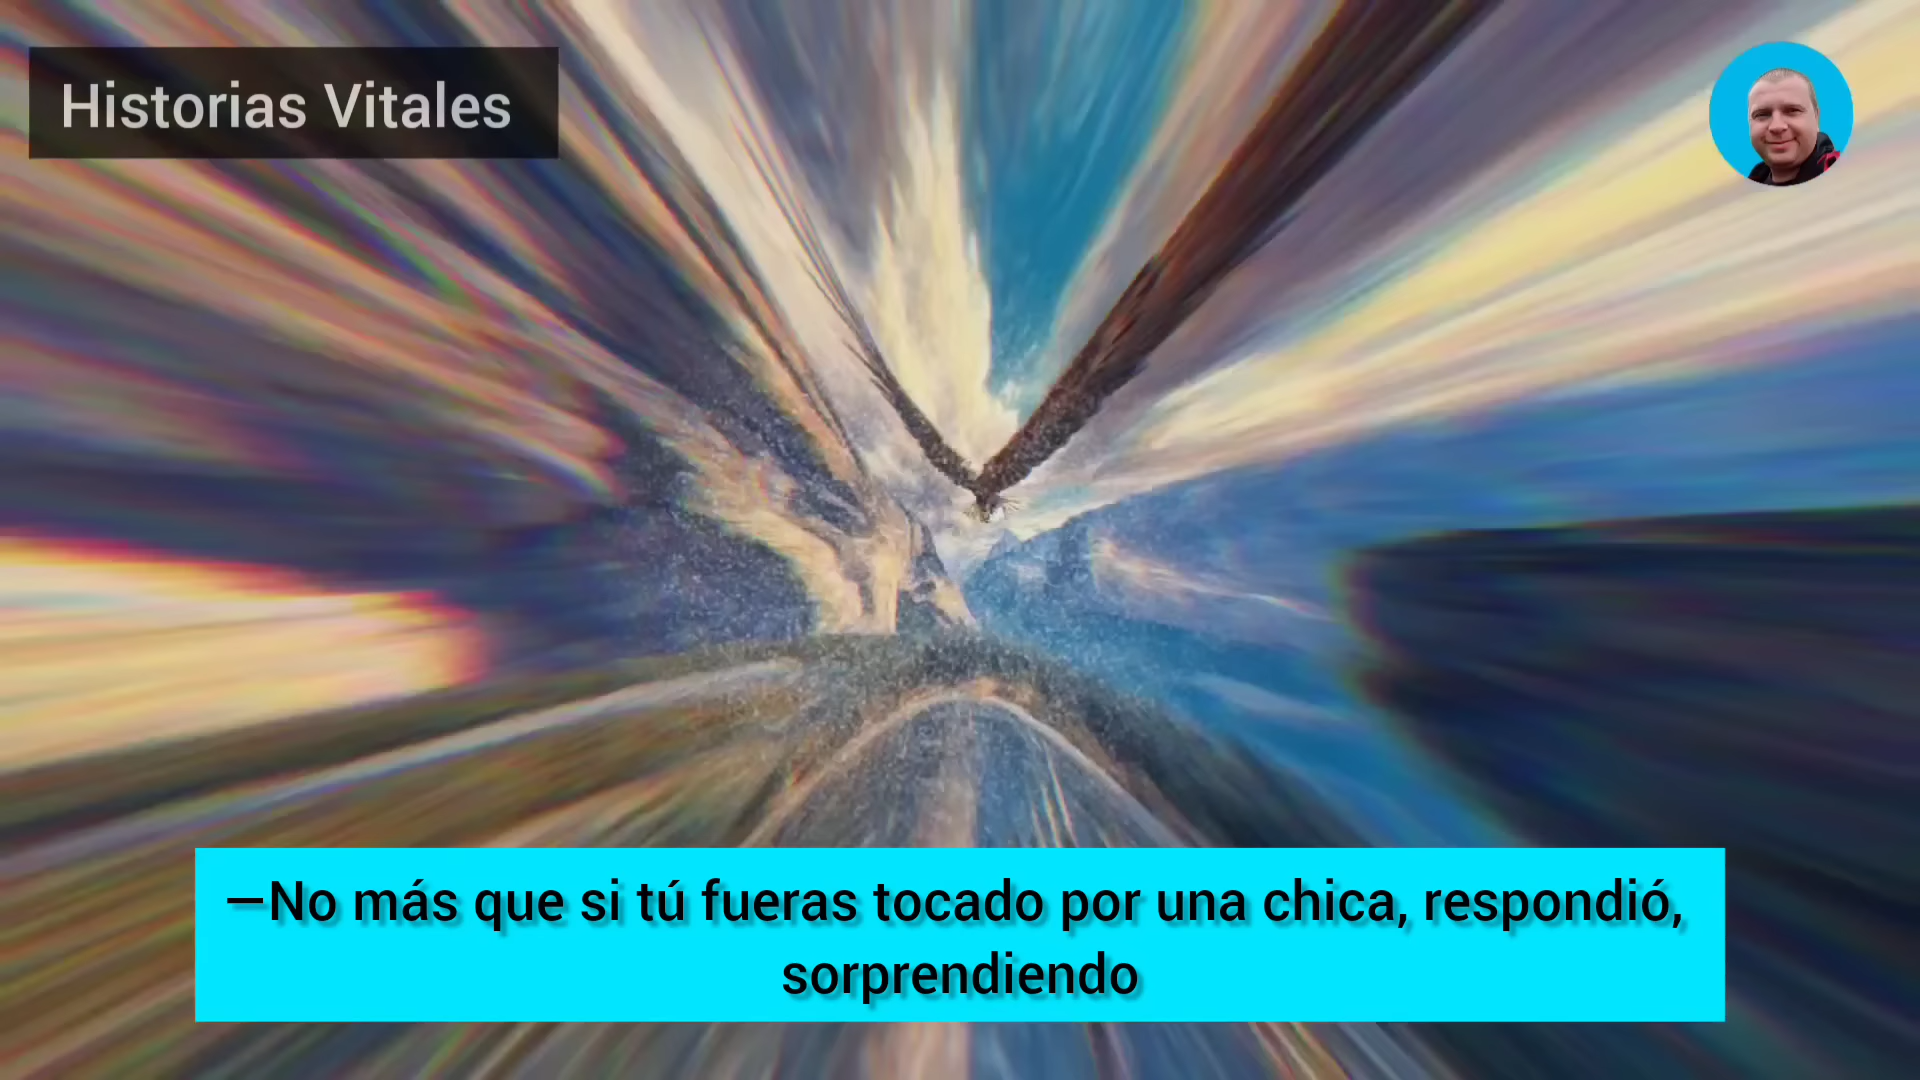 Historias Vitales
—No más que si tú fueras tocado por una chica, respondió,
sorprendiendo